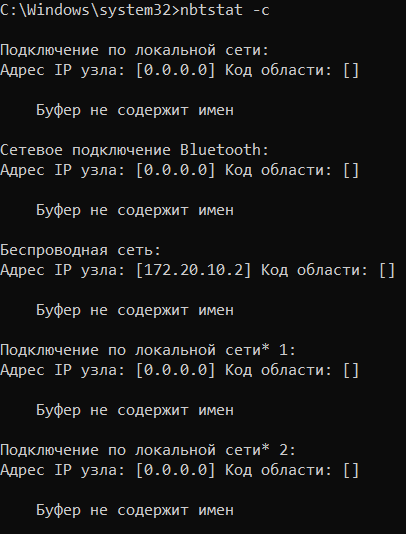 C:\Windows\system32>nbtstat -c
Подключение по локальной сети:
Адрес IP узла: [0.0.0.0] Код области: []
Буфер не содержит имен
Сетевое подключение Bluetooth:
Адрес IP узла: [0.0.0.0] Код области: []
Буфер не содержит имен
Беспроводная сеть:
Адрес IP узла: [172.20.10.2] Код области: []
Буфер не содержит имен
Подключение по локальной сети* 1:
Адрес IP узла: [0.0.0.0] Код области: []
Буфер не содержит имен
Подключение по локальной сети* 2:
Адрес IP узла: [0.0.0.0] Код области: []
Буфер не содержит имен